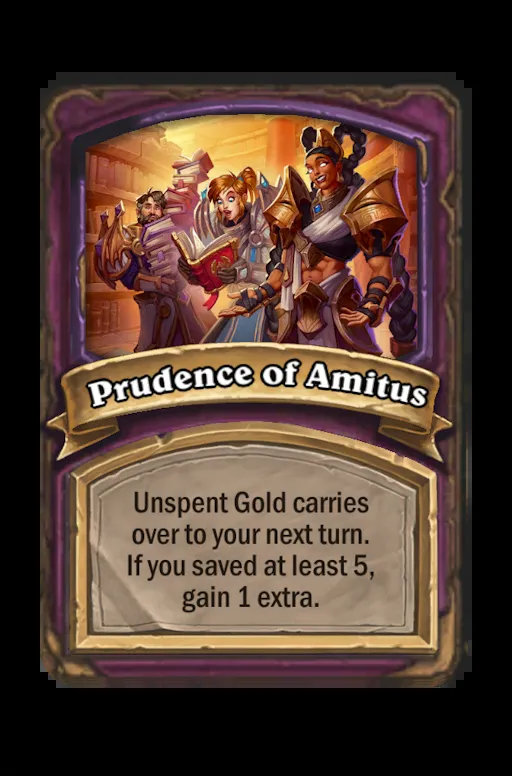 Prudence of Amitus
Unspent Gold carries
over to your next turn.
If you saved at least 5,
gain 1 extra.